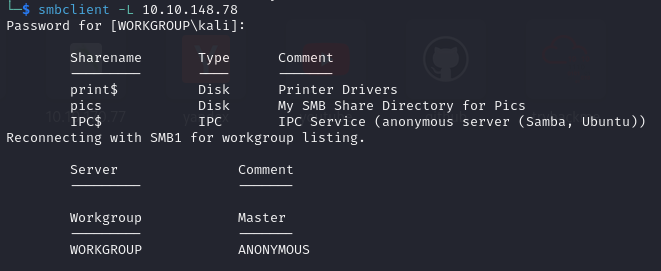 └─$ smbclient -L 10.10.148.78
Password for [WORKGROUP\kali]:
Sharename Type Comment
--------- ---- -------
print$ Disk Printer Drivers
pics Disk My SMB Share Directory for Pics
IPC$ IPC IPC Service (anonymous server (Samba, Ubuntu))
Reconnecting with SMB1 for workgroup listing.
Server Comment
--------- -------
Workgroup Master
--------- -------
WORKGROUP ANONYMOUS